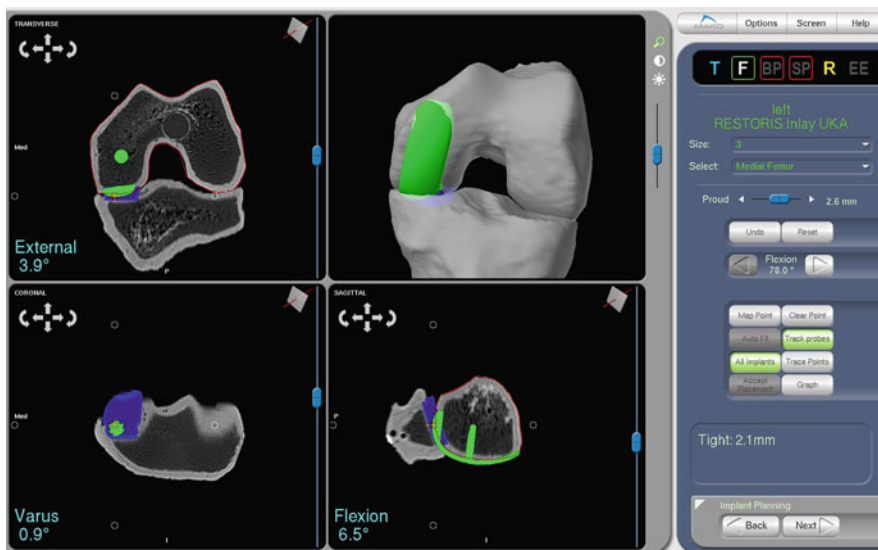 TRANSVERSE
Med
External
3.9°
P
CORONAL
Med
Varus
0.9°
I
SAGITTAL
P
Flexion
6.5°
MAKO
Options
Screen
Help
T F BP SP R EE
left
RESTORIS Inlay UKA
Size: 3
Select: Medial Femur
Proud 2.6 mm
Undo Reset
Flexion
78.0 °
Map Point Clear Point
Auto Fit Track probes
All Implants Trace Points
Accept Placement Graph
Tight: 2.1mm
Implant Planning
Back Next